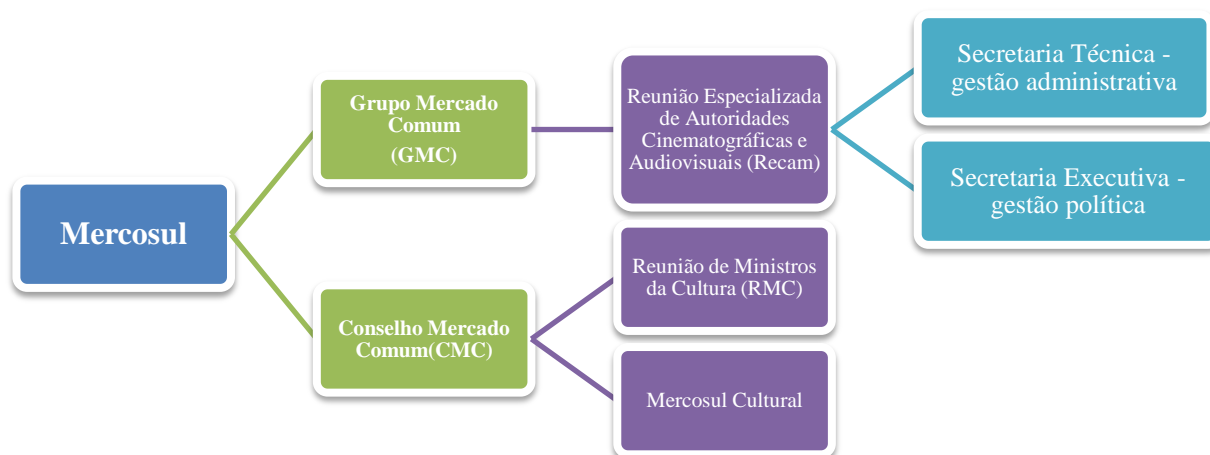 Mercosul
Grupo Mercado
Comum
(GMC)
Conselho Mercado
Comum(CMC)
Reunião Especializada
de Autoridades
Cinematográficas e
Audiovisuais (Recam)
Reunião de Ministros
da Cultura (RMC)
Mercosul Cultural
Secretaria Técnica -
gestão administrativa
Secretaria Executiva -
gestão política